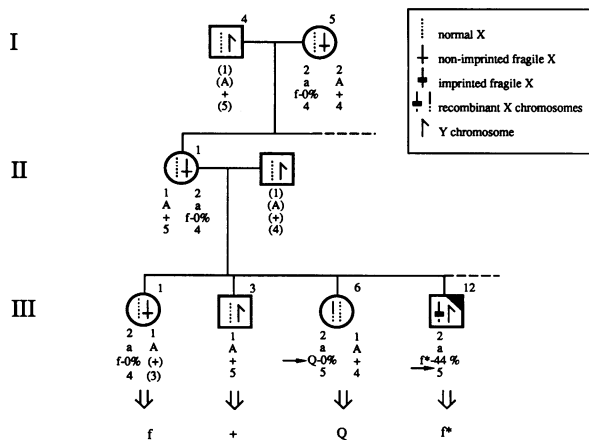 I
4
5
(1)
(A)
+
(5)
2 2
a A
f-0% +
4 4
normal X
non-imprinted fragile X
imprinted fragile X
recombinant X chromosomes
Y chromosome
II
1
1 2
A a
+ f-0%
5 4
(1)
(A)
(+)
(4)
III
1
3
6
12
2 1
a A
f-0% (+)
4 (3)
1
A
+
5
2 1
a A
Q-0% +
5 4
2
a
f*-44 %
5
f
+
Q
f*